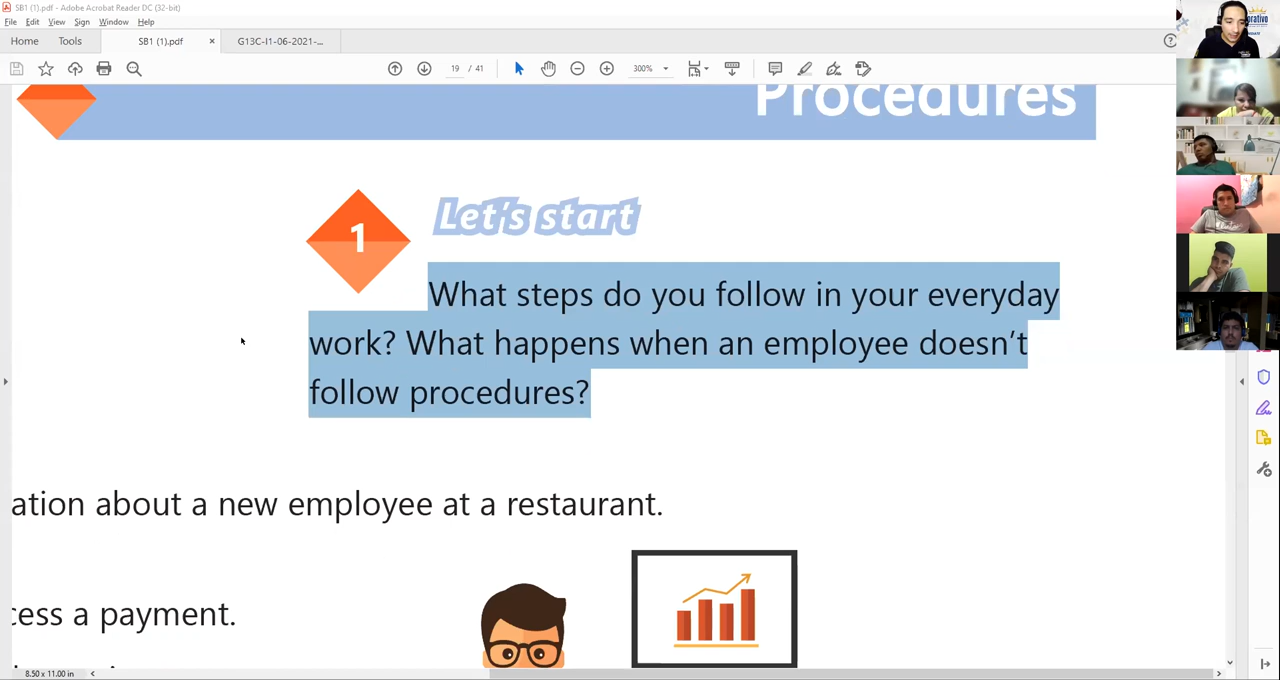 SB1 (1).pdf - Adobe Acrobat Reader DC (32-bit)
File Edit View Sign Window Help
Home Tools SB1 (1).pdf × G13C-I1-06-2021-...
19 / 41 300%
Procedures
1 Let's start
What steps do you follow in your everyday
work? What happens when an employee doesn't
follow procedures?
ation about a new employee at a restaurant.
cess a payment.
8.50 x 11.00 in